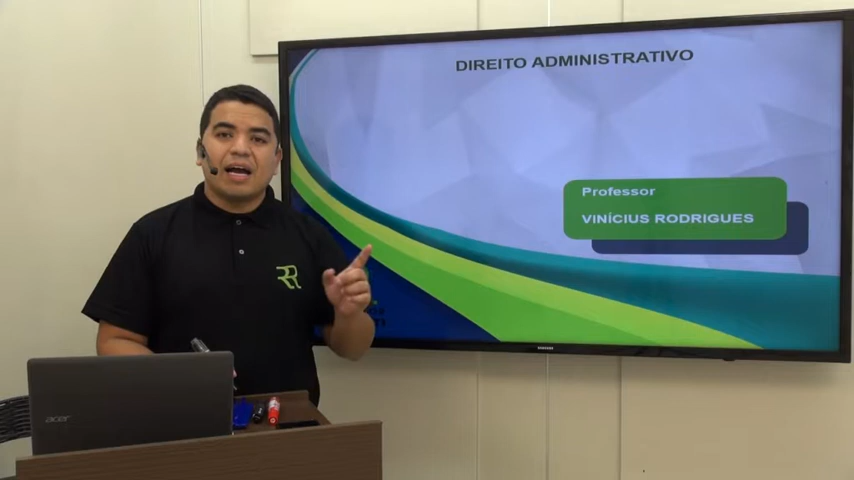 DIREITO ADMINISTRATIVO
Professor
VINÍCIUS RODRIGUES
SAMSUNG
acer